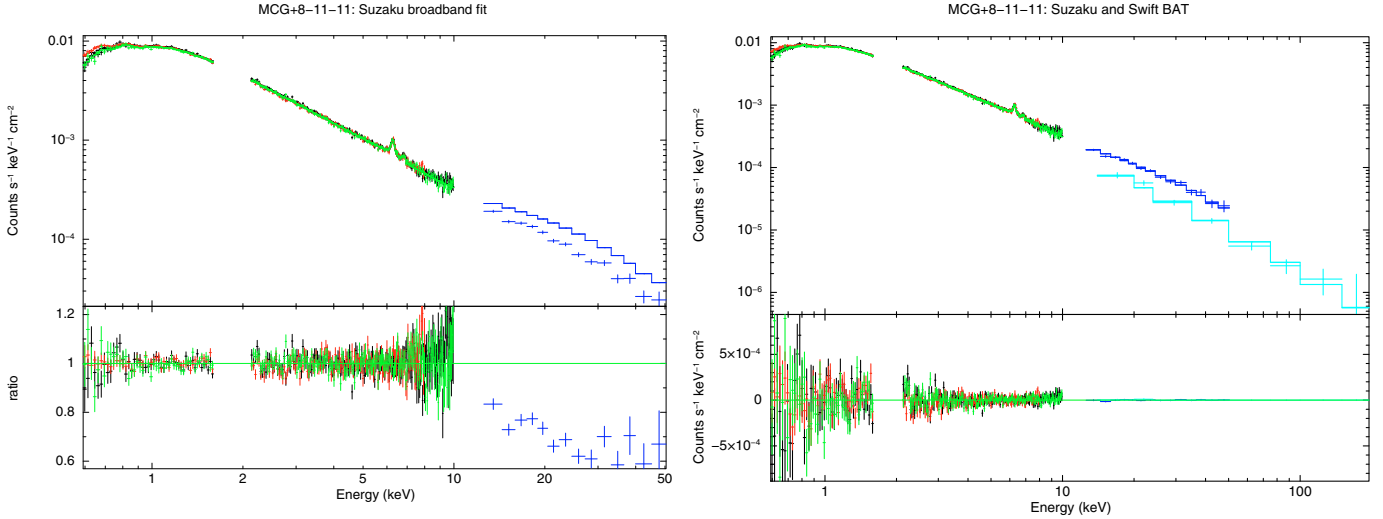 MCG+8-11-11: Suzaku broadband fit
0.01
10⁻³
10⁻⁴
Counts s⁻¹ keV⁻¹ cm⁻²
1.2
1
0.8
0.6
ratio
1 2 5 10 20 50
Energy (keV)
MCG+8-11-11: Suzaku and Swift BAT
0.01
10⁻³
10⁻⁴
10⁻⁵
10⁻⁶
Counts s⁻¹ keV⁻¹ cm⁻²
5×10⁻⁴
0
−5×10⁻⁴
Counts s⁻¹ keV⁻¹ cm⁻²
1 10 100
Energy (keV)